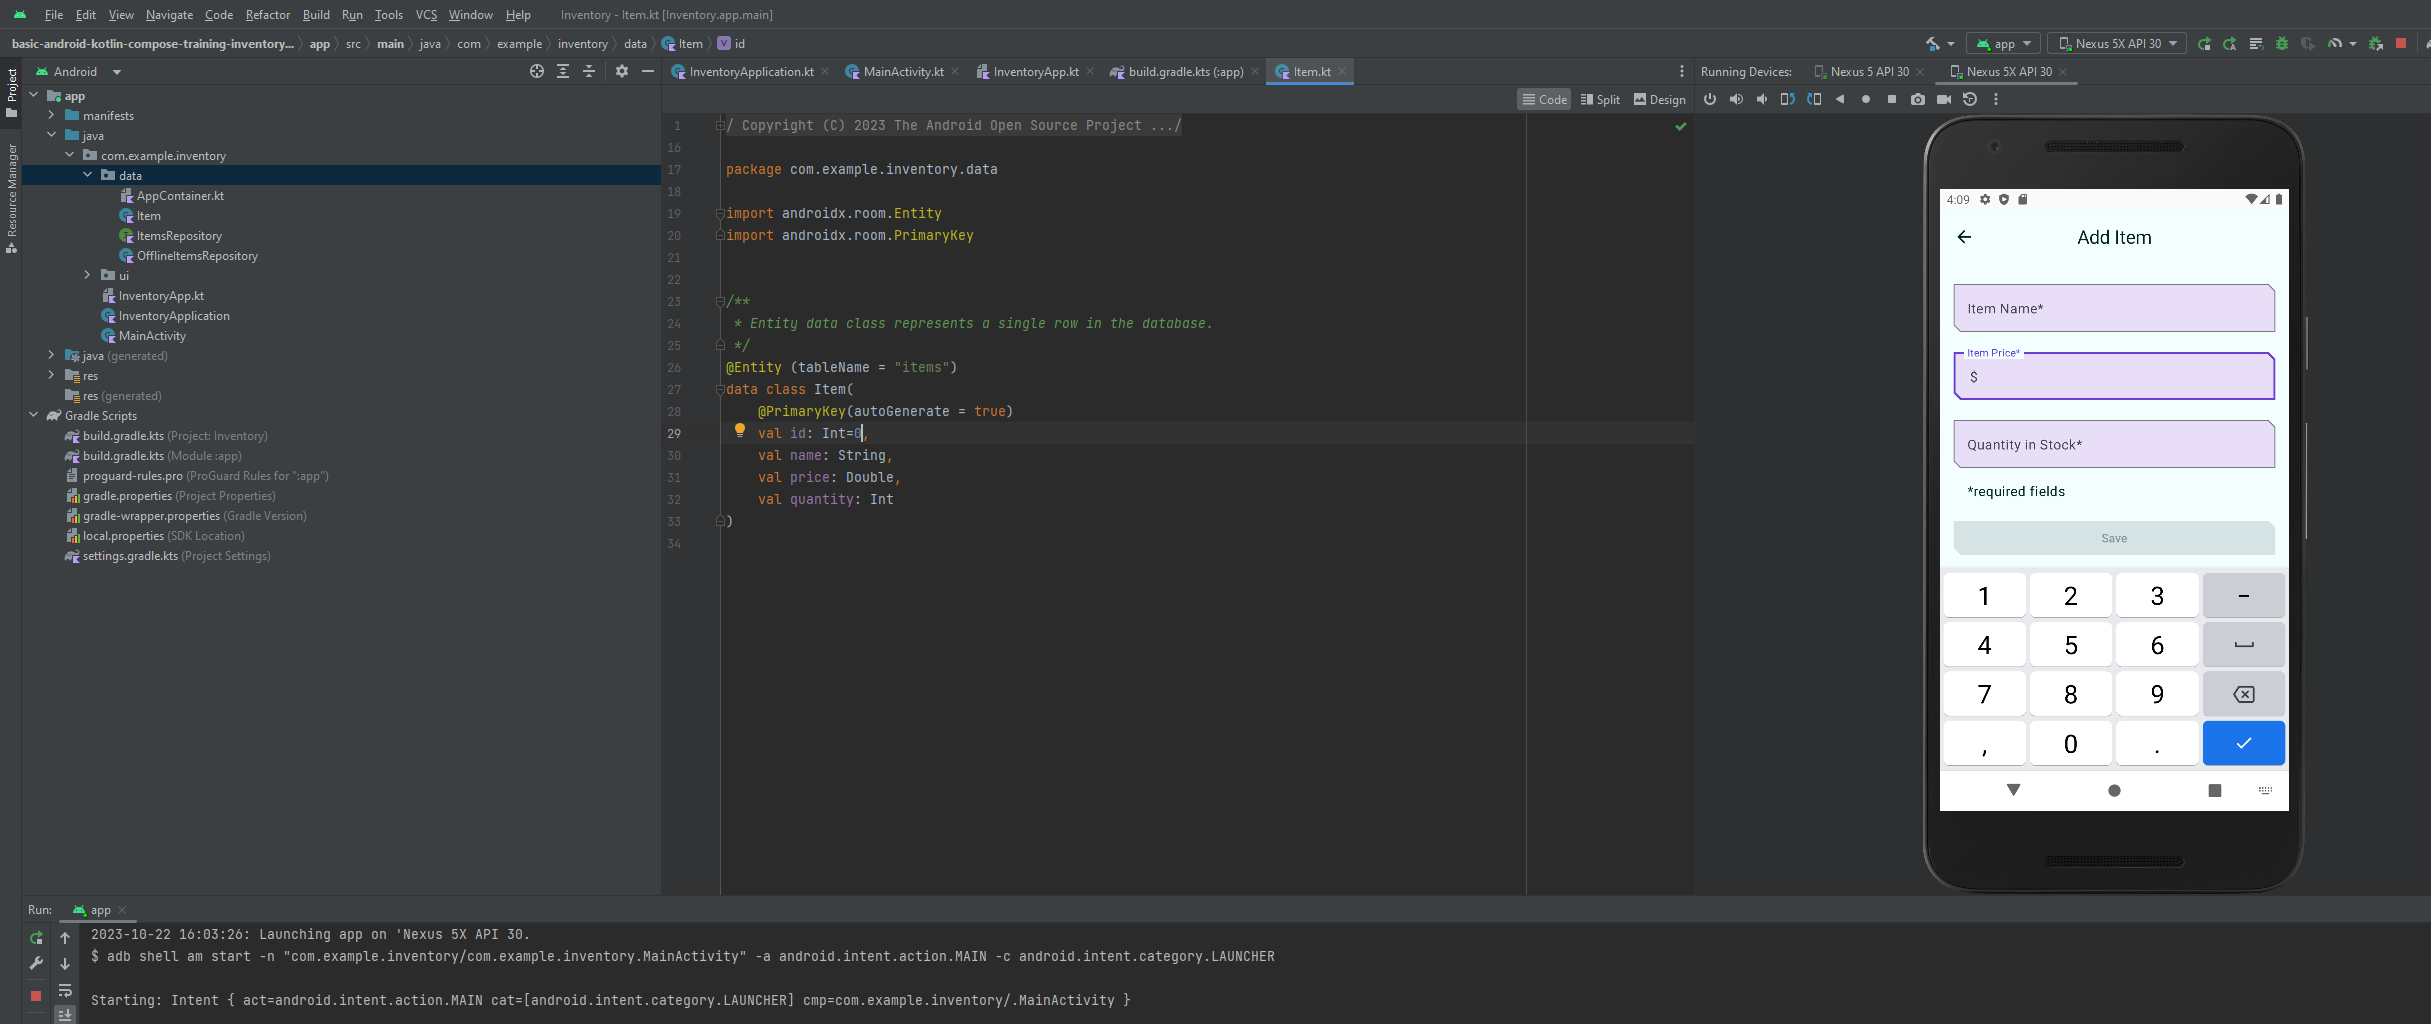 File Edit View Navigate Code Refactor Build Run Tools VCS Window Help Inventory - Item.kt [Inventory.app.main]
basic-android-kotlin-compose-training-inventory... app src main java com example inventory data Item id
app Nexus 5X API 30
Project
Resource Manager
Android
app
manifests
java
com.example.inventory
data
AppContainer.kt
Item
ItemsRepository
OfflineItemsRepository
ui
InventoryApp.kt
InventoryApplication
MainActivity
java (generated)
res
res (generated)
Gradle Scripts
build.gradle.kts (Project: Inventory)
build.gradle.kts (Module :app)
proguard-rules.pro (ProGuard Rules for ":app")
gradle.properties (Project Properties)
gradle-wrapper.properties (Gradle Version)
local.properties (SDK Location)
settings.gradle.kts (Project Settings)
InventoryApplication.kt MainActivity.kt InventoryApp.kt build.gradle.kts (:app) Item.kt
Code Split Design
1 / Copyright (C) 2023 The Android Open Source Project .../
16
17 package com.example.inventory.data
18
19 import androidx.room.Entity
20 import androidx.room.PrimaryKey
21
22
23 /**
24 * Entity data class represents a single row in the database.
25 */
26 @Entity (tableName = "items")
27 data class Item(
28 @PrimaryKey(autoGenerate = true)
29 val id: Int=0,
30 val name: String,
31 val price: Double,
32 val quantity: Int
33 )
34
Running Devices: Nexus 5 API 30 Nexus 5X API 30
4:09
Add Item
Item Name*
Item Price*
$
Quantity in Stock*
*required fields
Save
1 2 3 -
4 5 6
7 8 9
, 0 .
Run: app
2023-10-22 16:03:26: Launching app on 'Nexus 5X API 30.
$ adb shell am start -n "com.example.inventory/com.example.inventory.MainActivity" -a android.intent.action.MAIN -c android.intent.category.LAUNCHER
Starting: Intent { act=android.intent.action.MAIN cat=[android.intent.category.LAUNCHER] cmp=com.example.inventory/.MainActivity }